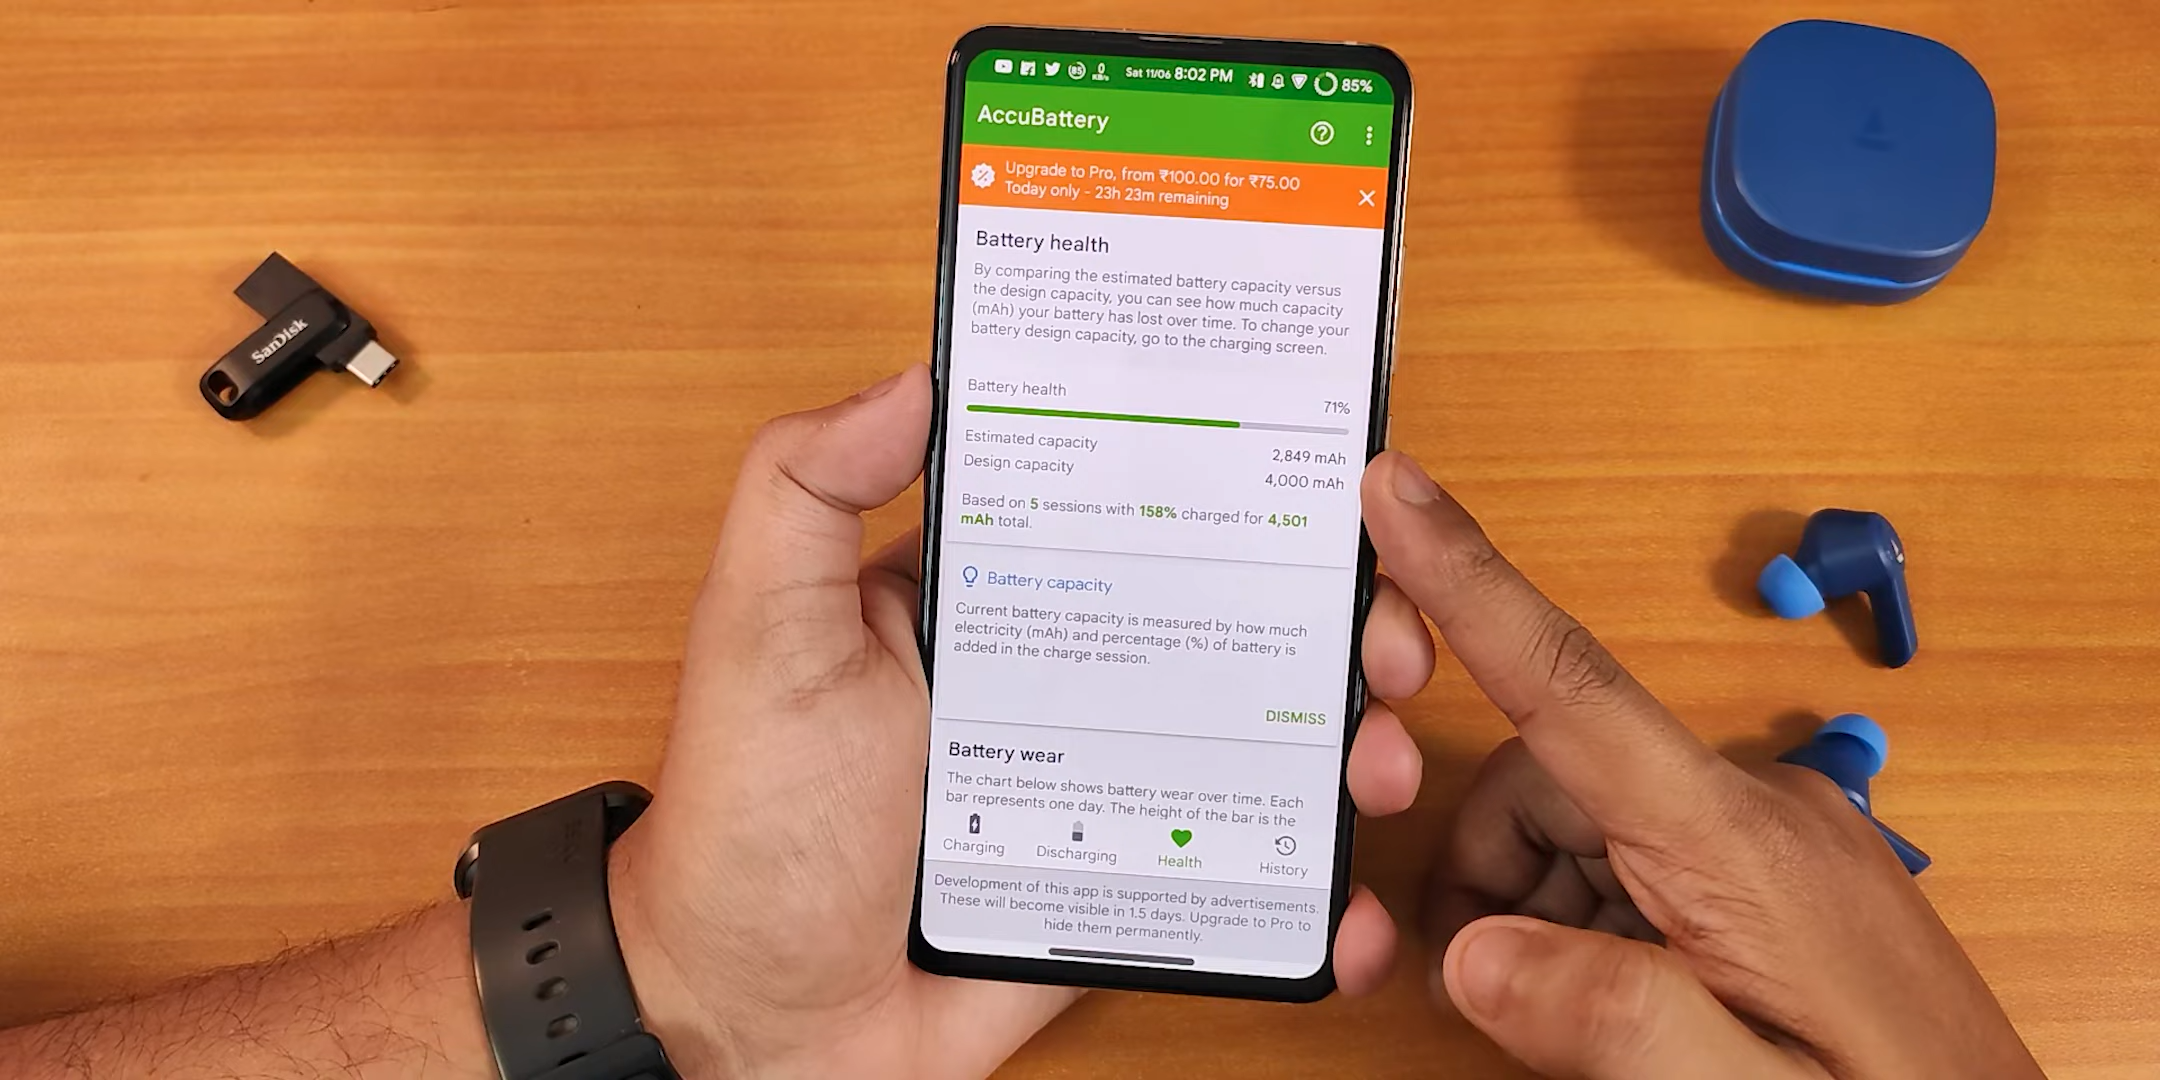 Sat 11/06 8:02 PM
85%
AccuBattery
Upgrade to Pro, from ₹100.00 for ₹75.00
Today only - 23h 23m remaining
Battery health
By comparing the estimated battery capacity versus
the design capacity, you can see how much capacity
(mAh) your battery has lost over time. To change your
battery design capacity, go to the charging screen.
Battery health
71%
Estimated capacity
2,849 mAh
Design capacity
4,000 mAh
Based on 5 sessions with 158% charged for 4,501
mAh total.
Battery capacity
Current battery capacity is measured by how much
electricity (mAh) and percentage (%) of battery is
added in the charge session.
DISMISS
Battery wear
The chart below shows battery wear over time. Each
bar represents one day. The height of the bar is the
Charging
Discharging
Health
History
Development of this app is supported by advertisements.
These will become visible in 1.5 days. Upgrade to Pro to
hide them permanently.
SanDisk